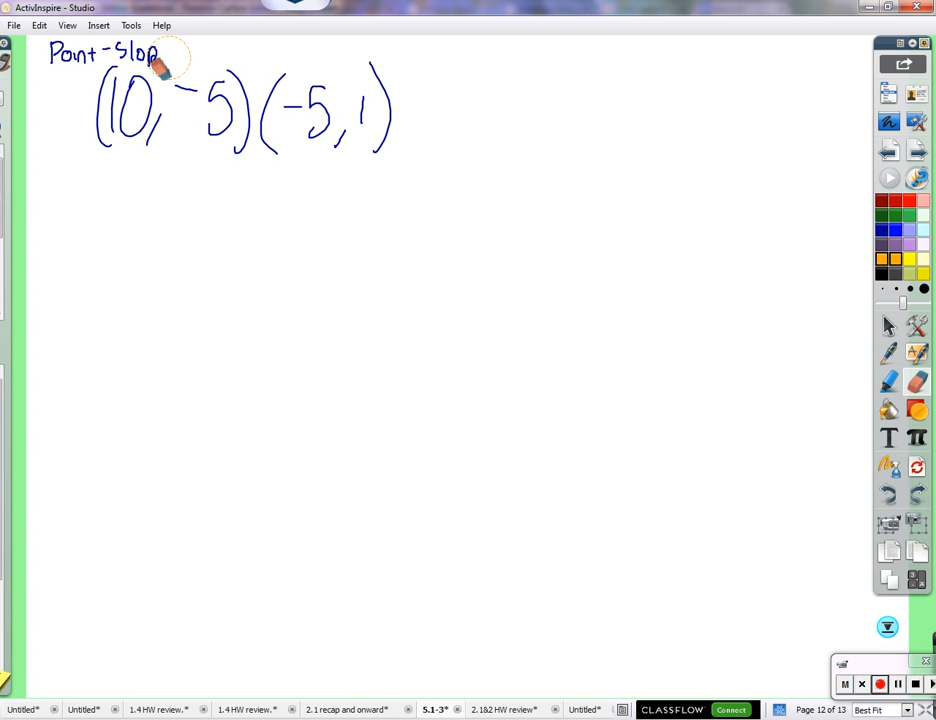 ActivInspire - Studio
File Edit View Insert Tools Help
Point-Slop
(10, -5) (-5, 1)
M
Untitled* Untitled* 1.4 HW review.* 1.4 HW review.* 2.1 recap and onward* 5.1-3* 2.1&2 HW review* Untitled* CLASSFLOW Connect Page 12 of 13 Best Fit